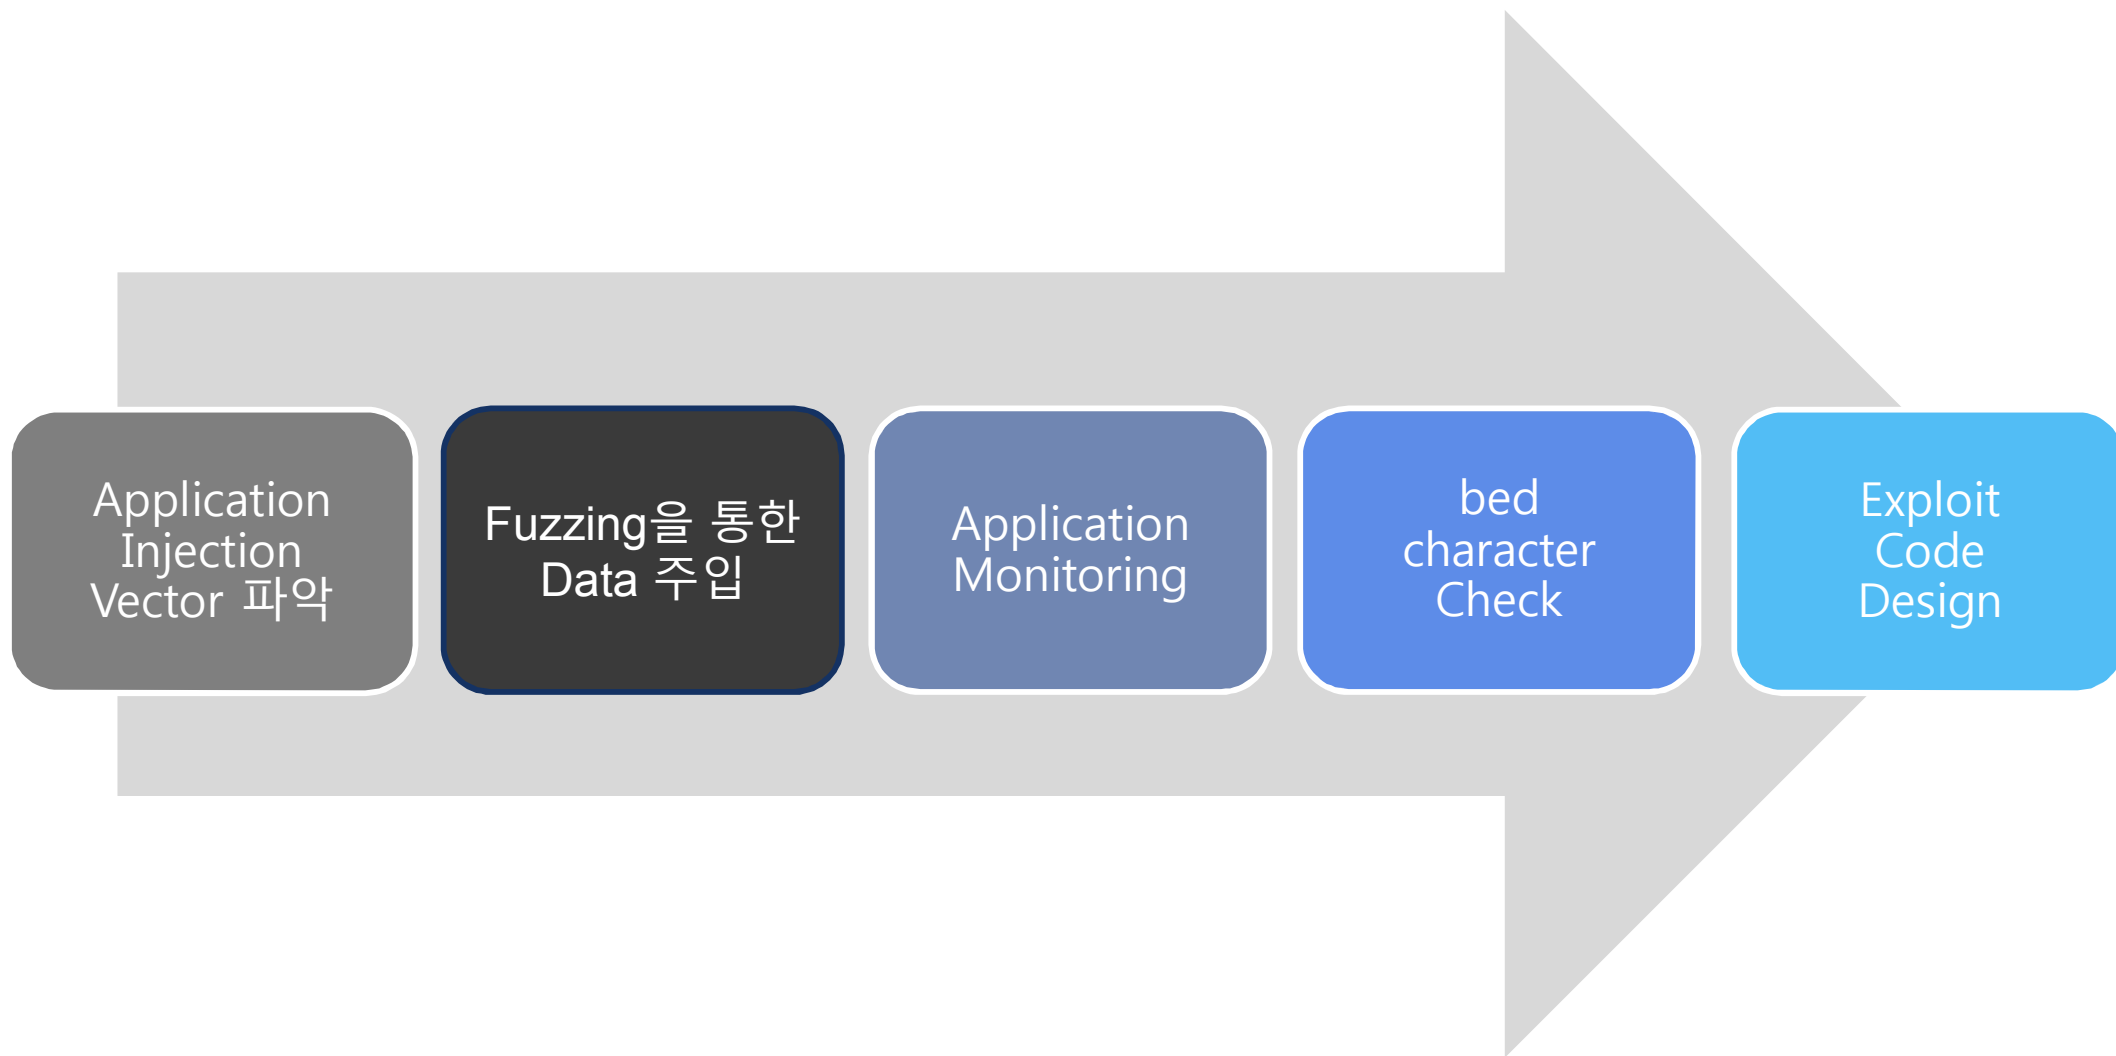 Application
Injection
Vector 파악
Fuzzing을 통한
Data 주입
Application
Monitoring
bed
character
Check
Exploit
Code
Design